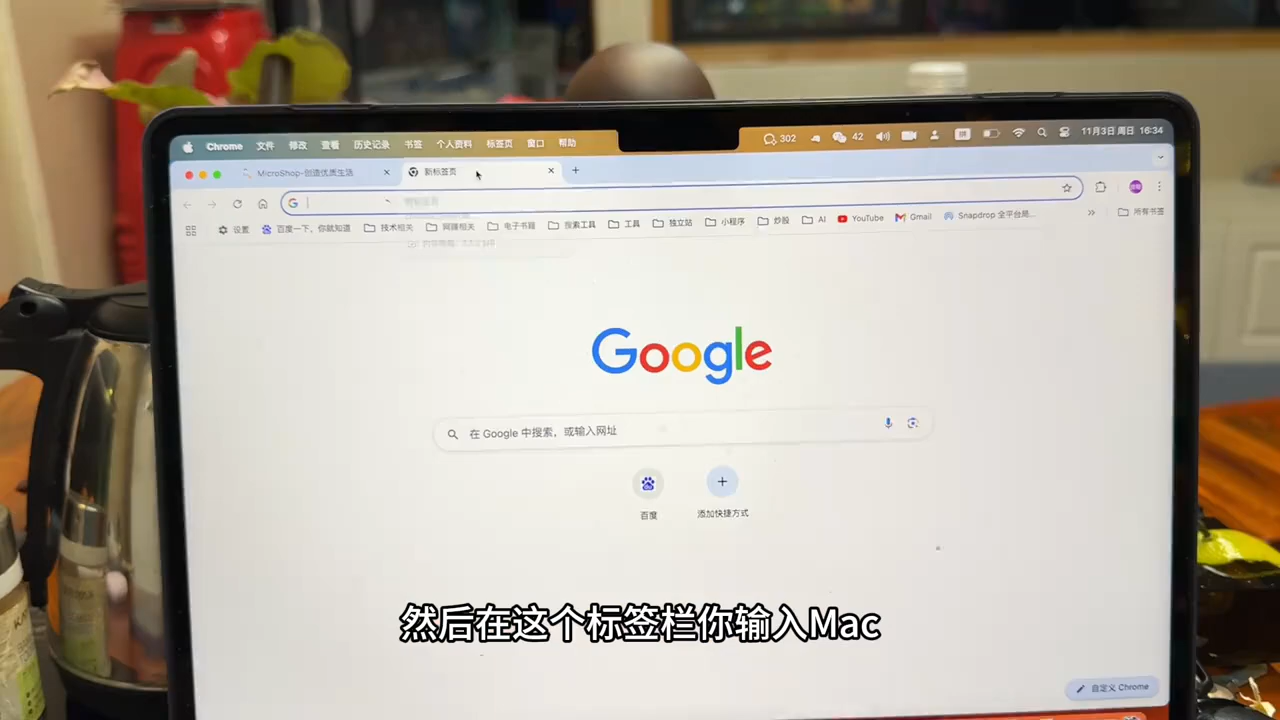 Chrome 文件 修改 查看 历史记录 书签 个人资料 标签页 窗口 帮助 302 42 拼 11月3日 周日 16:34
MicroShop-创造优质生活 新标签页
设置 百度一下，你就知道 技术相关 网赚相关 电子书籍 搜索工具 工具 独立站 小程序 炒股 AI YouTube Gmail Snapdrop 全平台是... 所有书签
Google
在 Google 中搜索，或输入网址
百度 添加快捷方式
然后在这个标签栏你输入Mac
自定义 Chrome